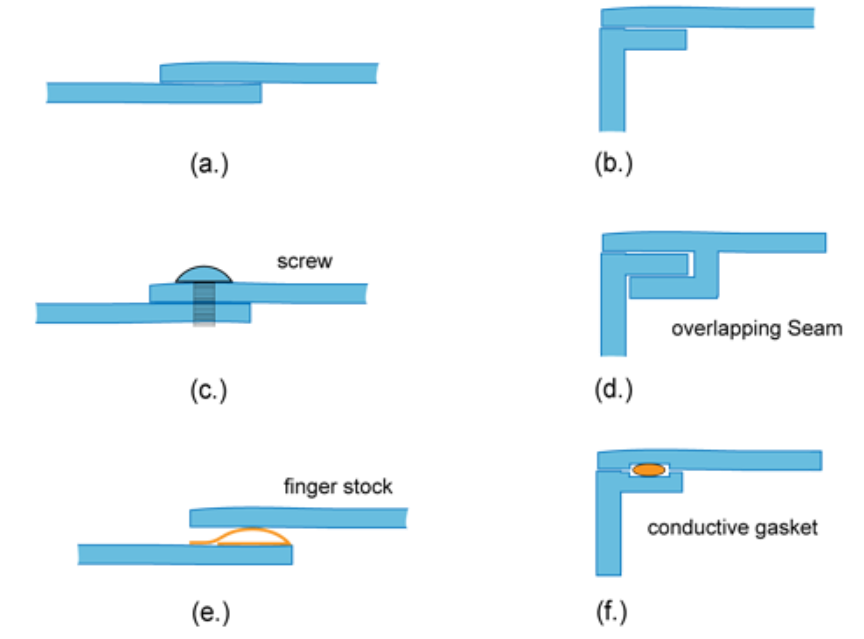 (a.)
(b.)
screw
(c.)
overlapping Seam
(d.)
finger stock
(e.)
conductive gasket
(f.)